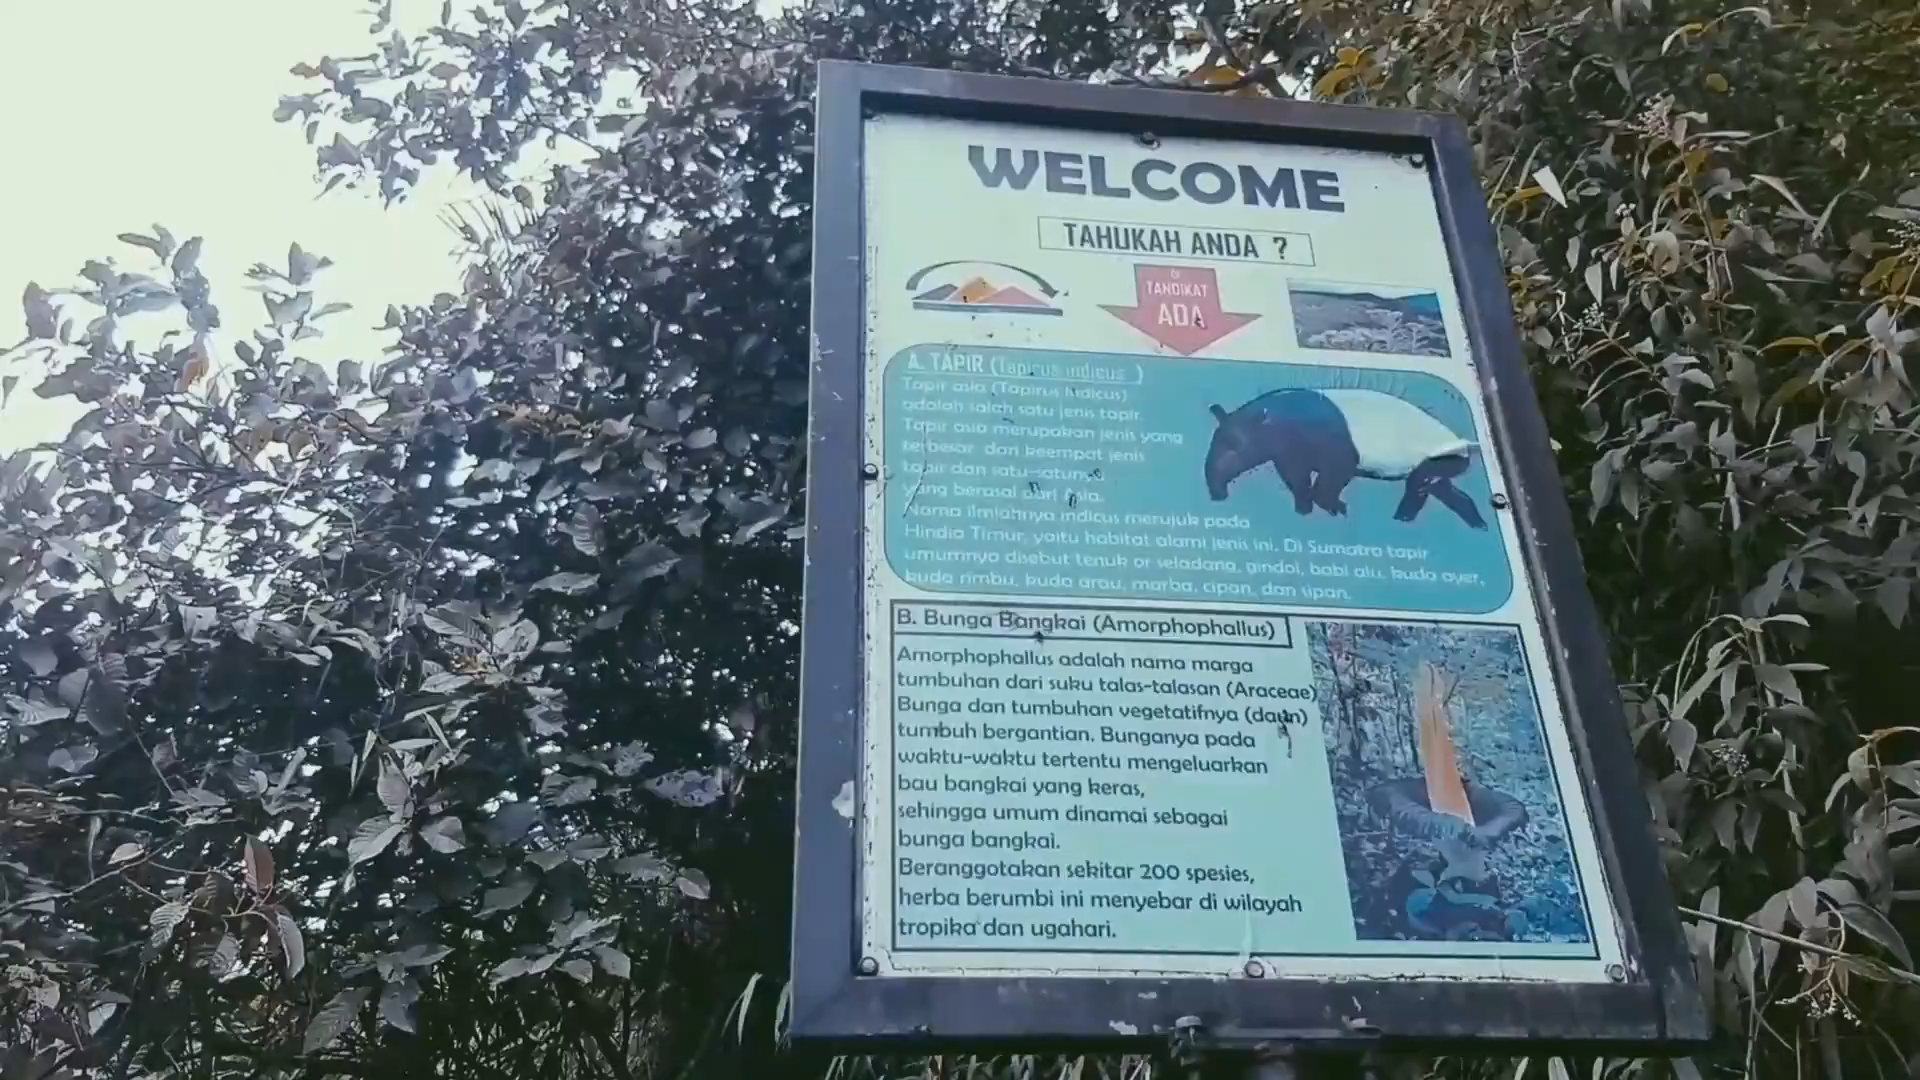 WELCOME
TAHUKAH ANDA ?
DI
TANDIKAT
ADA
A. TAPIR (Tapirus indicus )
Tapir asia (Tapirus Indicus)
adalah salah satu jenis tapir.
Tapir asia merupakan jenis yang
terbesar dari keempat jenis
tapir dan satu-satunya
yang berasal dari Asia.
Nama ilmiahnya indicus merujuk pada
Hindia Timur, yaitu habitat alami jenis ini. Di Sumatra tapir
umumnya disebut tenuk or seladang, gindol, babi alu, kuda ayer,
kuda rimbu, kuda arau, marba, cipan, dan sipan.
B. Bunga Bangkai (Amorphophallus)
Amorphophallus adalah nama marga
tumbuhan dari suku talas-talasan (Araceae)
Bunga dan tumbuhan vegetatifnya (daun)
tumbuh bergantian. Bunganya pada
waktu-waktu tertentu mengeluarkan
bau bangkai yang keras,
sehingga umum dinamai sebagai
bunga bangkai.
Beranggotakan sekitar 200 spesies,
herba berumbi ini menyebar di wilayah
tropika dan ugahari.